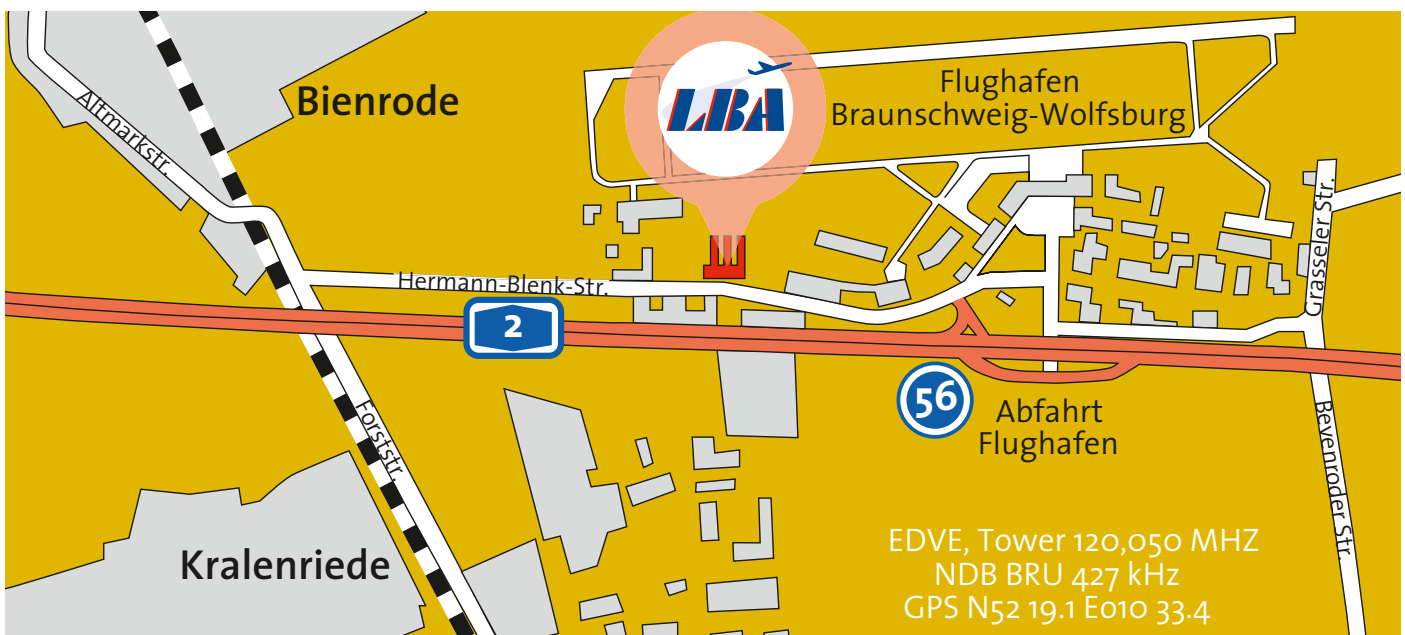 Altmarkstr.
Bienrode
LBA
Flughafen
Braunschweig-Wolfsburg
Grasseler Str.
Hermann-Blenk-Str.
2
56
Abfahrt
Flughafen
Forststr.
Bevenroder Str.
Kralenriede
EDVE, Tower 120,050 MHZ
NDB BRU 427 kHz
GPS N52 19.1 E010 33.4